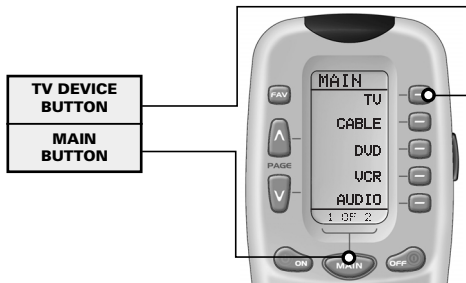 TV DEVICE
BUTTON
MAIN
BUTTON
FAV
PAGE
MAIN
TV
CABLE
DVD
VCR
AUDIO
1 OF 2
ON
MAIN
OFF